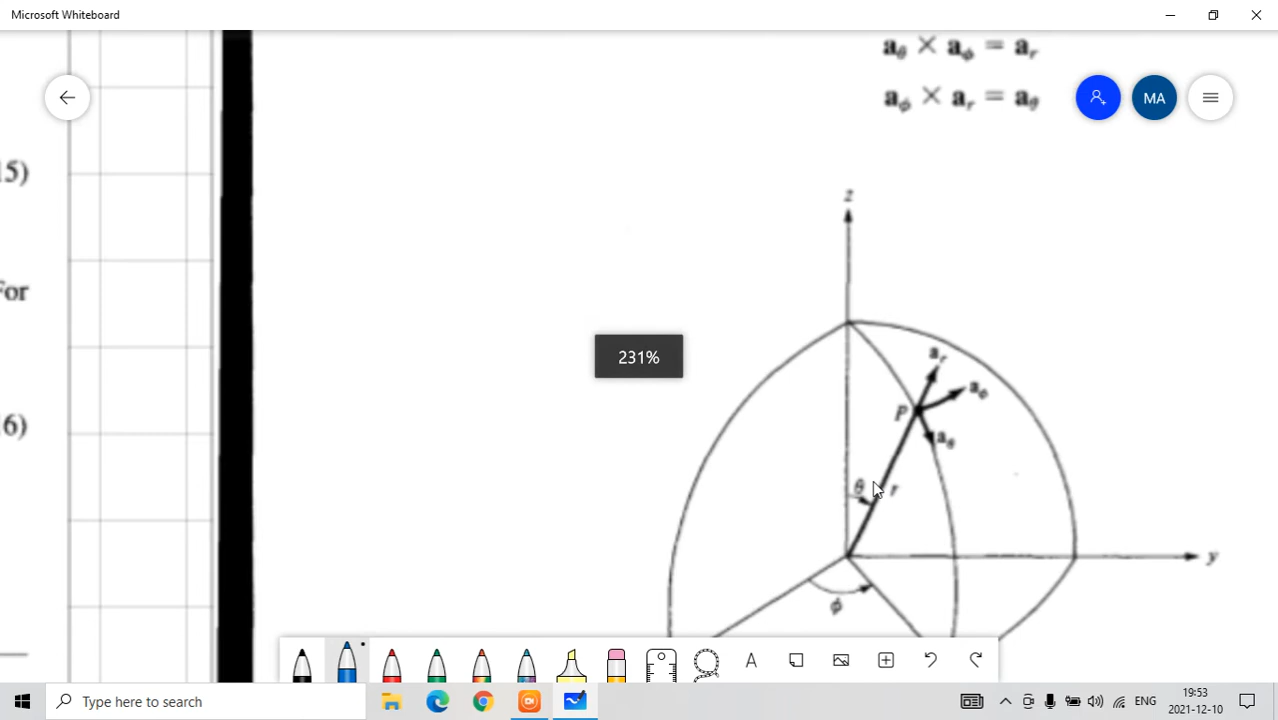 Microsoft Whiteboard
a_θ × a_ϕ = a_r
a_ϕ × a_r = a_θ
MA
15)
For
6)
z
231%
a_r
a_ϕ
P
a_θ
θ
r
y
ϕ
A
Type here to search
ENG
19:53
2021-12-10